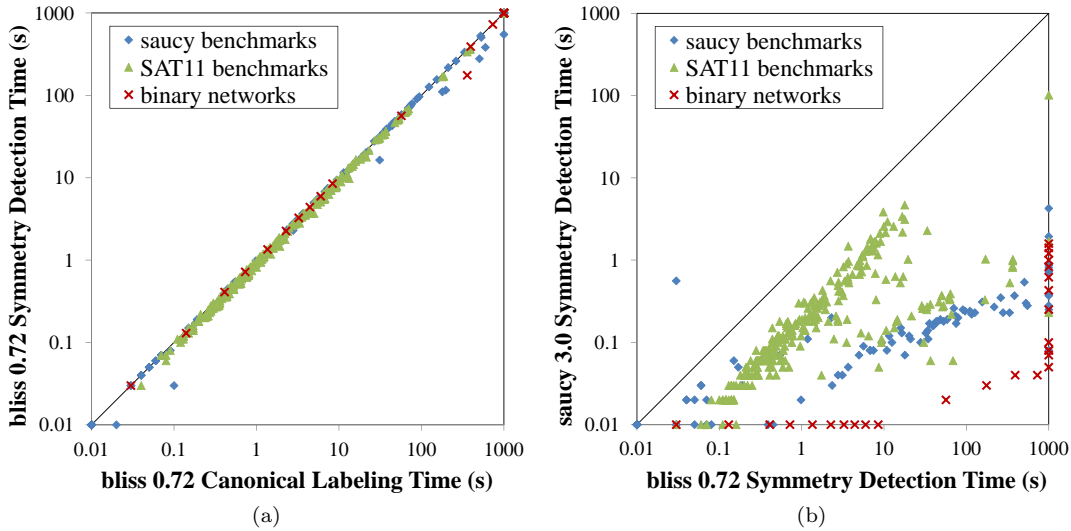 bliss 0.72 Symmetry Detection Time (s)
1000
100
10
1
0.1
0.01
saucy benchmarks
SAT11 benchmarks
binary networks
0.01 0.1 1 10 100 1000
bliss 0.72 Canonical Labeling Time (s)
(a)
saucy 3.0 Symmetry Detection Time (s)
1000
100
10
1
0.1
0.01
saucy benchmarks
SAT11 benchmarks
binary networks
0.01 0.1 1 10 100 1000
bliss 0.72 Symmetry Detection Time (s)
(b)